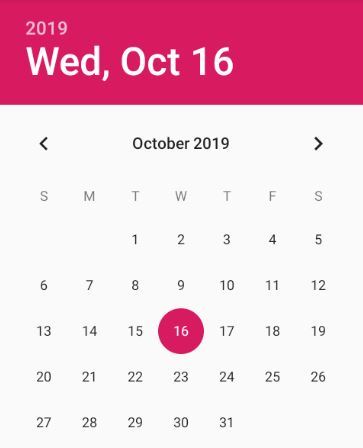 2019
Wed, Oct 16
October 2019
S M T W T F S
1 2 3 4 5
6 7 8 9 10 11 12
13 14 15 16 17 18 19
20 21 22 23 24 25 26
27 28 29 30 31